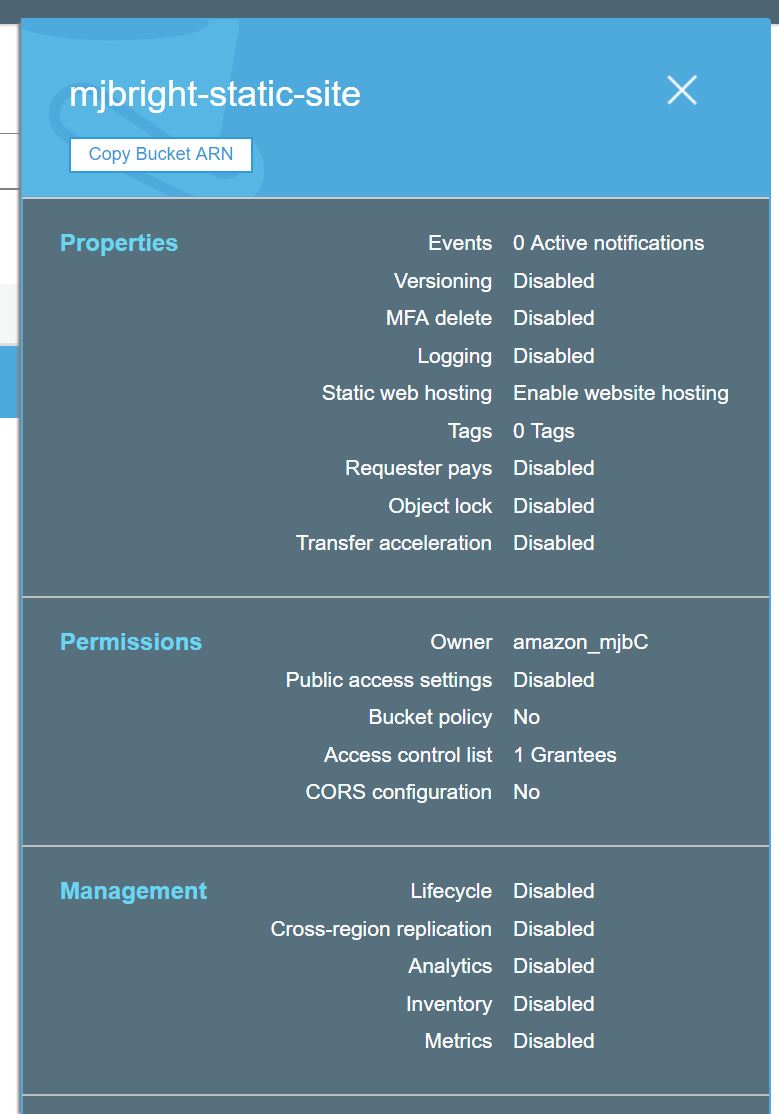 mjbright-static-site
Copy Bucket ARN
Properties Events 0 Active notifications
Versioning Disabled
MFA delete Disabled
Logging Disabled
Static web hosting Enable website hosting
Tags 0 Tags
Requester pays Disabled
Object lock Disabled
Transfer acceleration Disabled
Permissions Owner amazon_mjbC
Public access settings Disabled
Bucket policy No
Access control list 1 Grantees
CORS configuration No
Management Lifecycle Disabled
Cross-region replication Disabled
Analytics Disabled
Inventory Disabled
Metrics Disabled